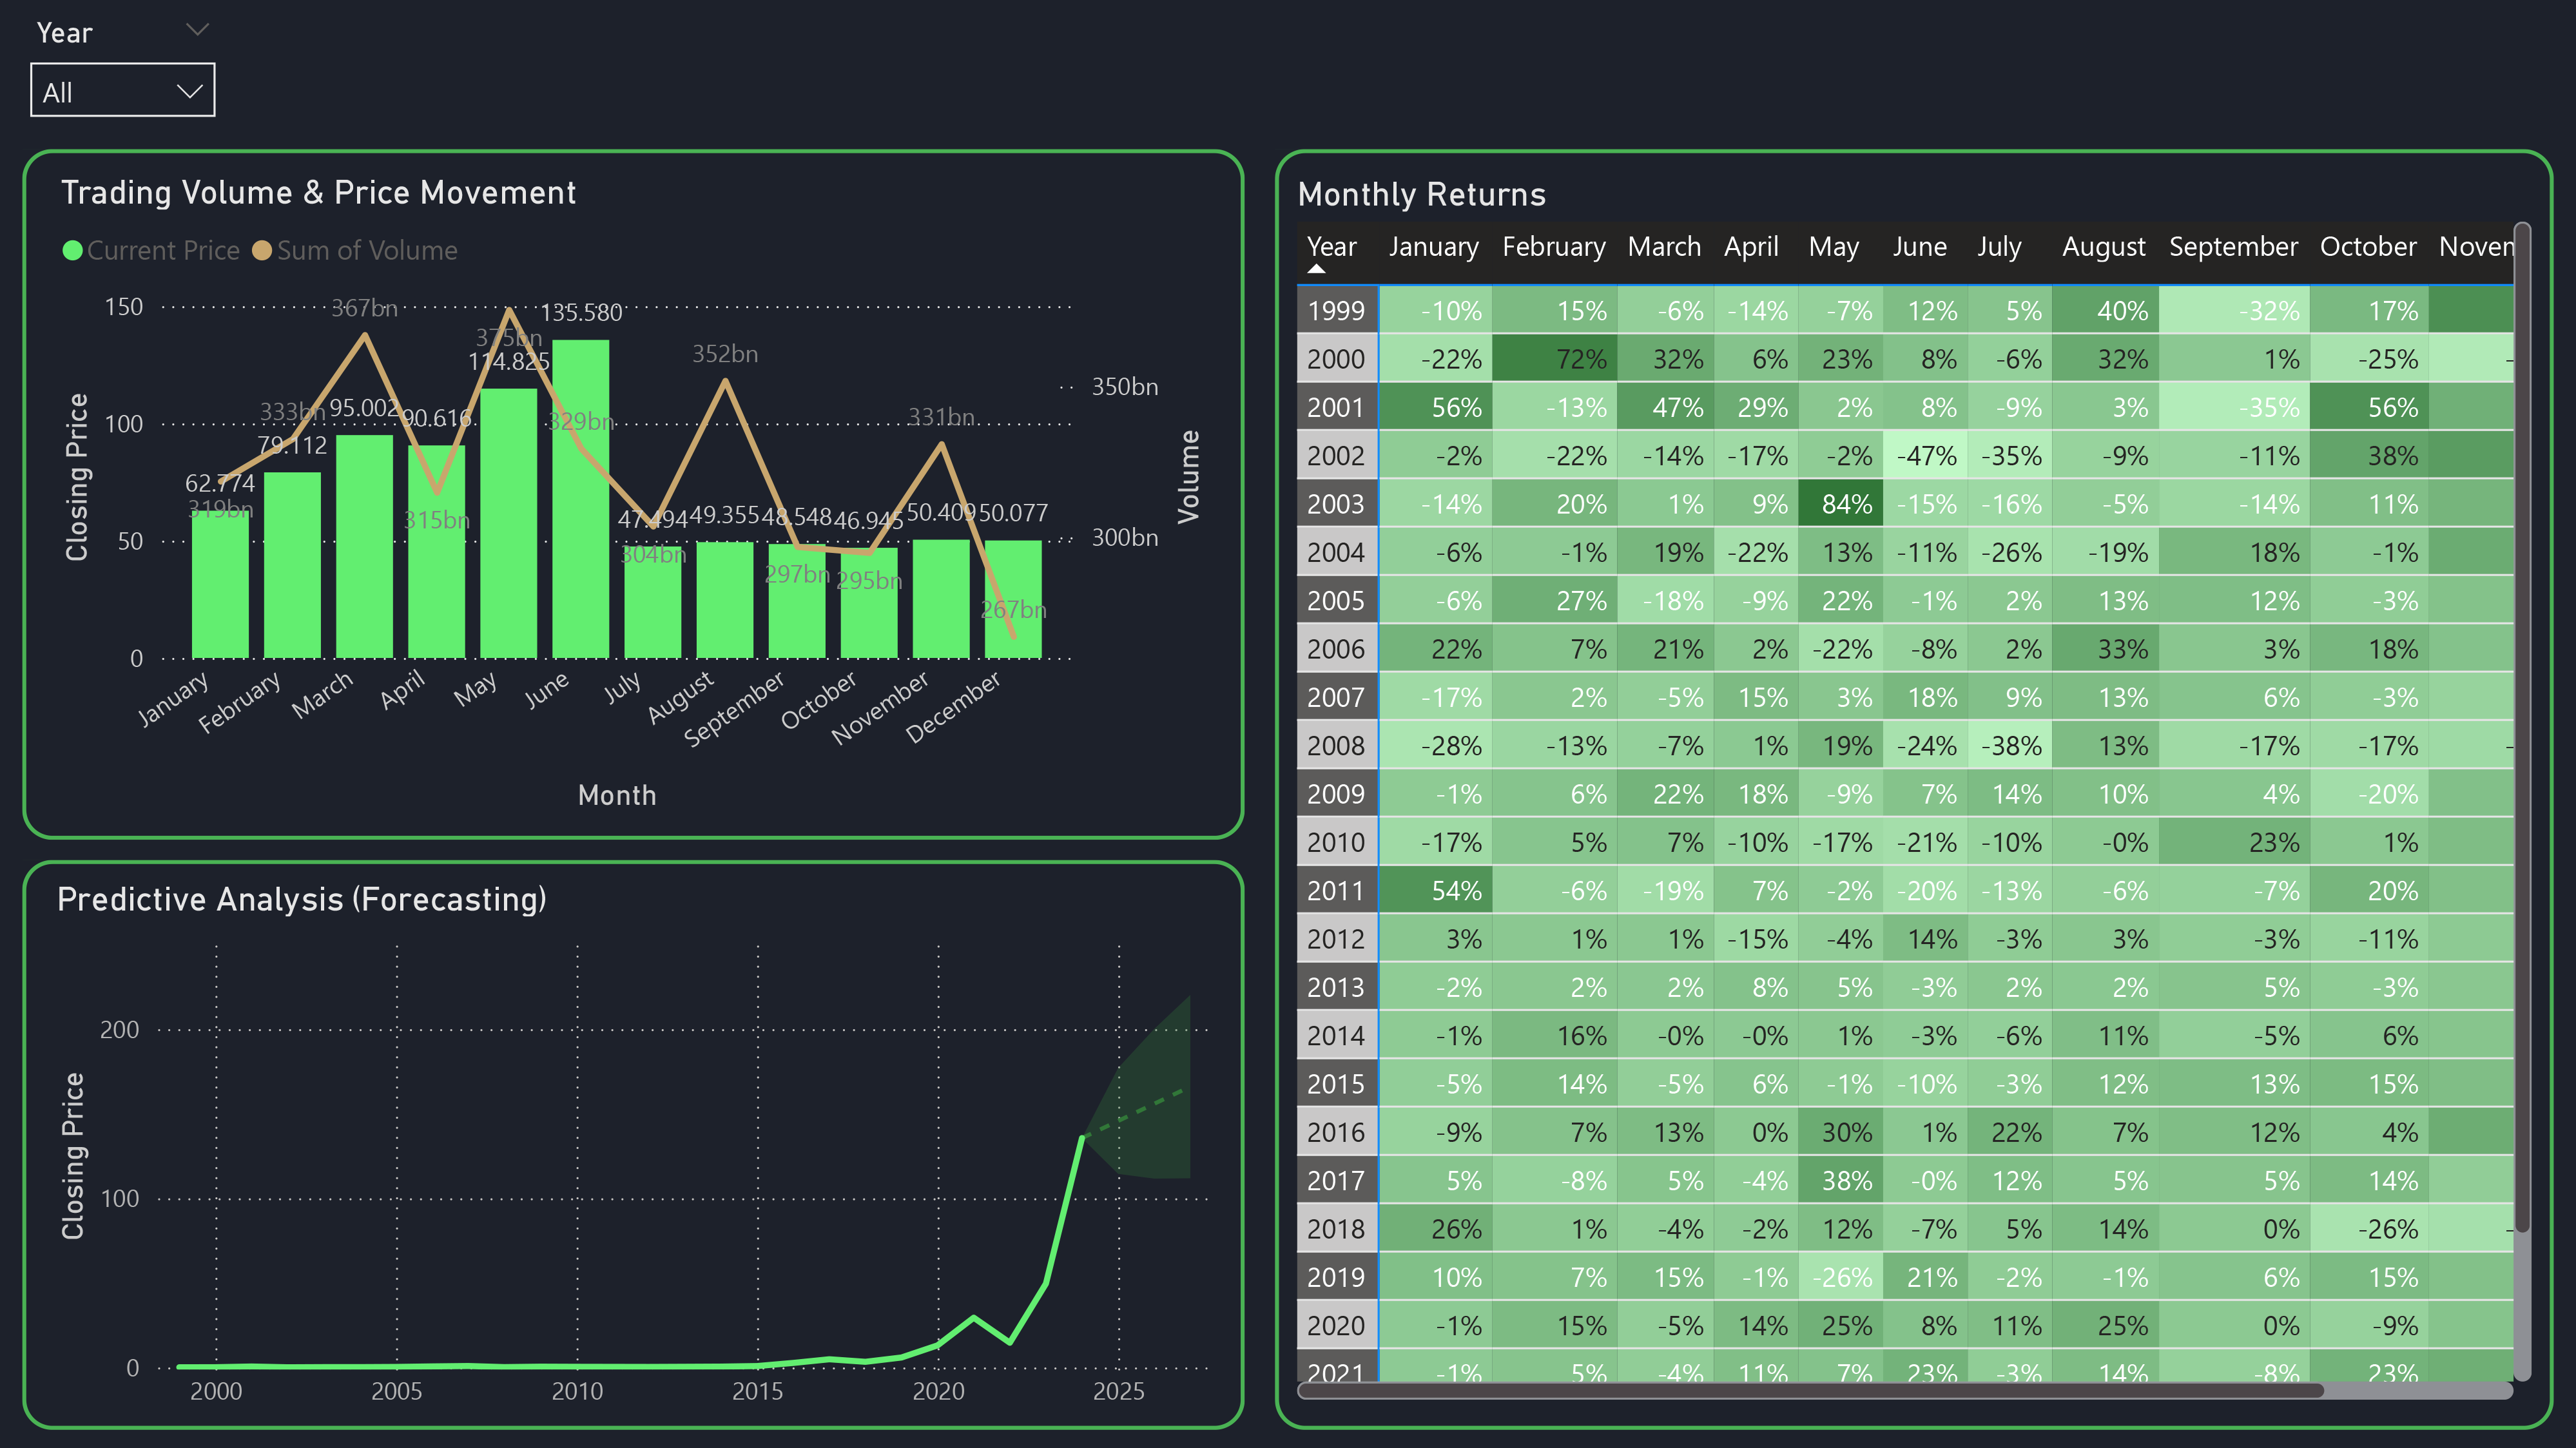 Year
All
Trading Volume & Price Movement
Current Price Sum of Volume
Closing Price
150
100
50
0
367bn
375bn
135.580
114.825
352bn
333bn
95.002
90.616
329bn
331bn
79.112
62.774
319bn
315bn
47.494
49.355
48.548
46.945
50.409
50.077
304bn
297bn
295bn
267bn
350bn
300bn
Volume
January
February
March
April
May
June
July
August
September
October
November
December
Month
Predictive Analysis (Forecasting)
Closing Price
200
100
0
2000 2005 2010 2015 2020 2025
Monthly Returns
Year January February March April May June July August September October Novem
1999 -10% 15% -6% -14% -7% 12% 5% 40% -32% 17%
2000 -22% 72% 32% 6% 23% 8% -6% 32% 1% -25% -
2001 56% -13% 47% 29% 2% 8% -9% 3% -35% 56%
2002 -2% -22% -14% -17% -2% -47% -35% -9% -11% 38%
2003 -14% 20% 1% 9% 84% -15% -16% -5% -14% 11%
2004 -6% -1% 19% -22% 13% -11% -26% -19% 18% -1%
2005 -6% 27% -18% -9% 22% -1% 2% 13% 12% -3%
2006 22% 7% 21% 2% -22% -8% 2% 33% 3% 18%
2007 -17% 2% -5% 15% 3% 18% 9% 13% 6% -3%
2008 -28% -13% -7% 1% 19% -24% -38% 13% -17% -17% -
2009 -1% 6% 22% 18% -9% 7% 14% 10% 4% -20%
2010 -17% 5% 7% -10% -17% -21% -10% -0% 23% 1%
2011 54% -6% -19% 7% -2% -20% -13% -6% -7% 20%
2012 3% 1% 1% -15% -4% 14% -3% 3% -3% -11%
2013 -2% 2% 2% 8% 5% -3% 2% 2% 5% -3%
2014 -1% 16% -0% -0% 1% -3% -6% 11% -5% 6%
2015 -5% 14% -5% 6% -1% -10% -3% 12% 13% 15%
2016 -9% 7% 13% 0% 30% 1% 22% 7% 12% 4%
2017 5% -8% 5% -4% 38% -0% 12% 5% 5% 14%
2018 26% 1% -4% -2% 12% -7% 5% 14% 0% -26% -
2019 10% 7% 15% -1% -26% 21% -2% -1% 6% 15%
2020 -1% 15% -5% 14% 25% 8% 11% 25% 0% -9%
2021 -1% 5% -4% 11% 7% 23% -3% 14% -8% 23%